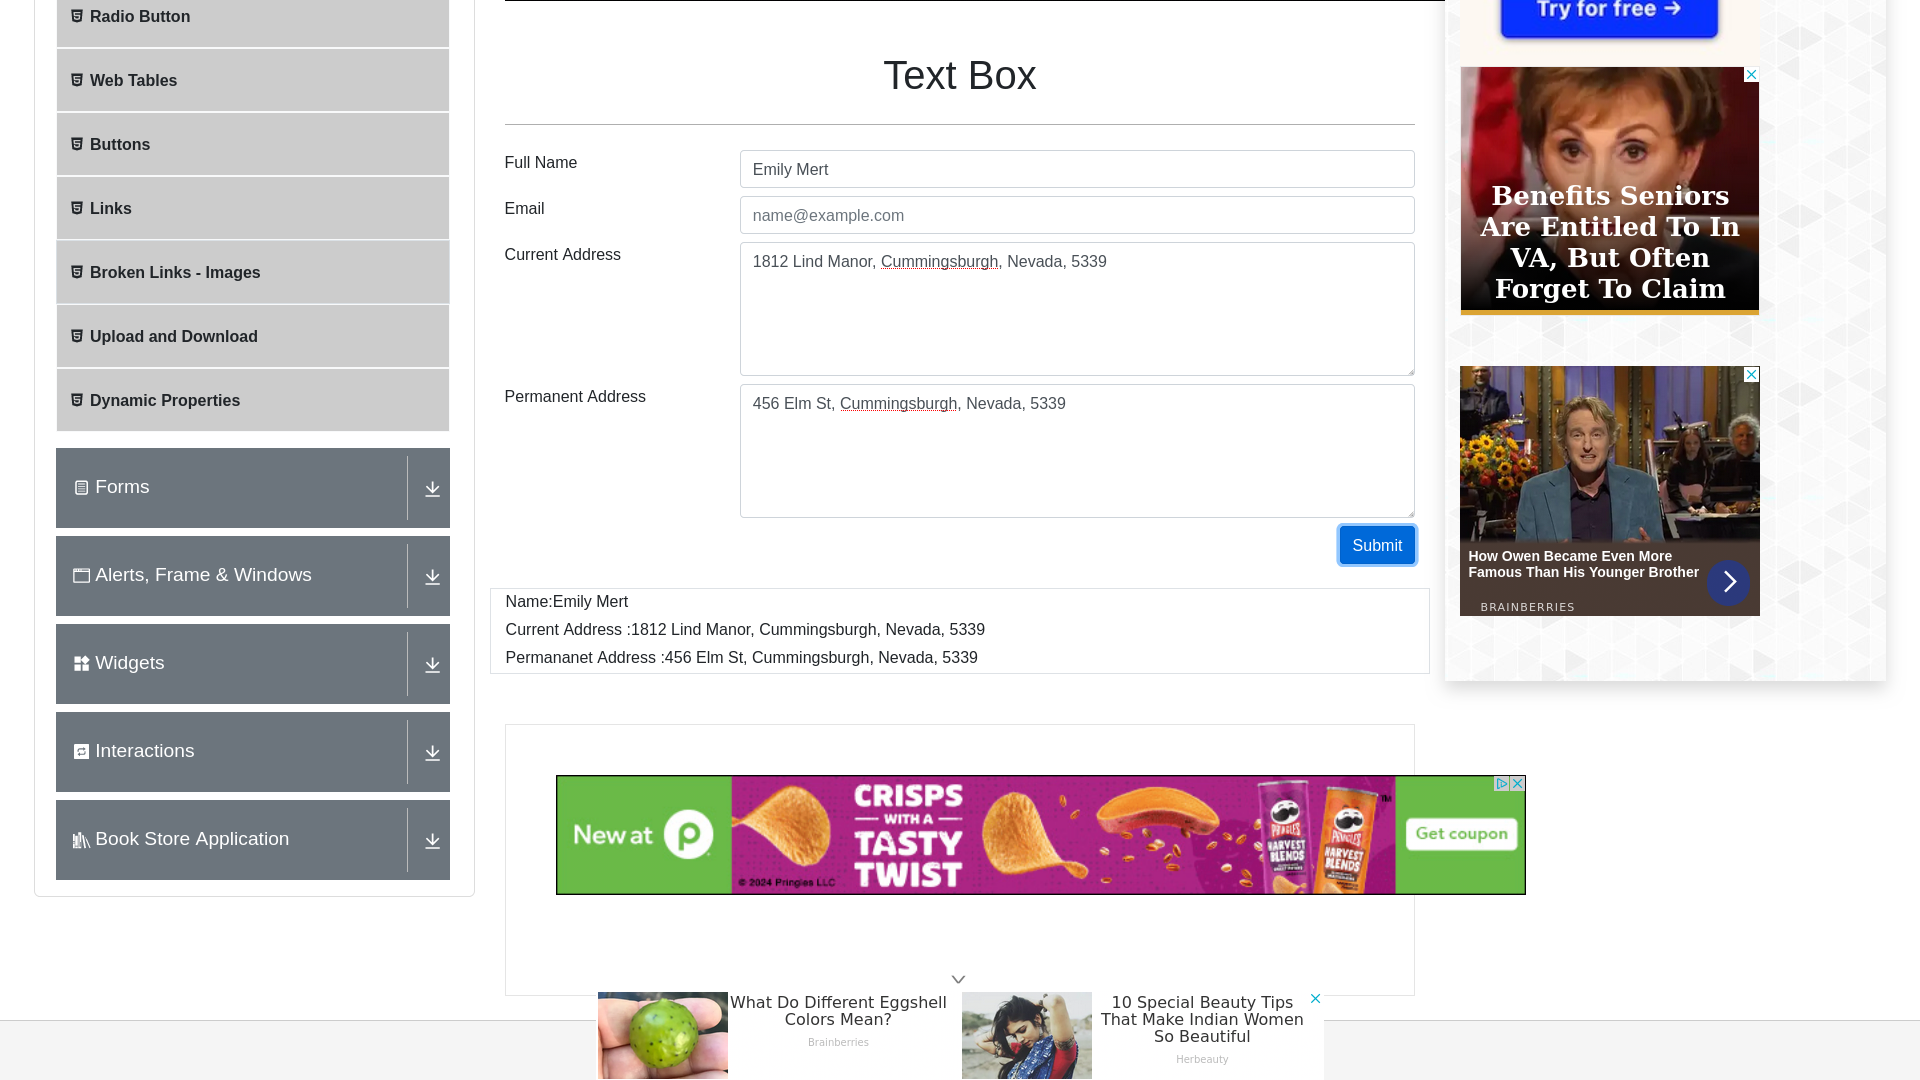 Radio Button
Web Tables
Buttons
Links
Broken Links - Images
Upload and Download
Dynamic Properties
Forms
Alerts, Frame & Windows
Widgets
Interactions
Book Store Application
Text Box
Full Name
Emily Mert
Email
name@example.com
Current Address
1812 Lind Manor, Cummingsburgh, Nevada, 5339
Permanent Address
456 Elm St, Cummingsburgh, Nevada, 5339
Submit
Name:Emily Mert
Current Address :1812 Lind Manor, Cummingsburgh, Nevada, 5339
Permananet Address :456 Elm St, Cummingsburgh, Nevada, 5339
Try for free →
Benefits Seniors
Are Entitled To In
VA, But Often
Forget To Claim
How Owen Became Even More
Famous Than His Younger Brother
BRAINBERRIES
New at p
CRISPS
WITH A
TASTY
TWIST
© 2024 Pringles LLC
PRINGLES
HARVEST
BLENDS
PRINGLES
HARVEST
BLENDS
TM
Get coupon
What Do Different Eggshell
Colors Mean?
Brainberries
10 Special Beauty Tips
That Make Indian Women
So Beautiful
Herbeauty